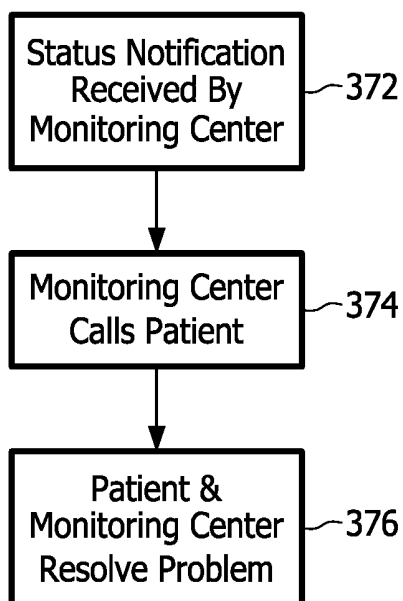 Status Notification
Received By
Monitoring Center
372
Monitoring Center
Calls Patient
374
Patient &
Monitoring Center
Resolve Problem
376